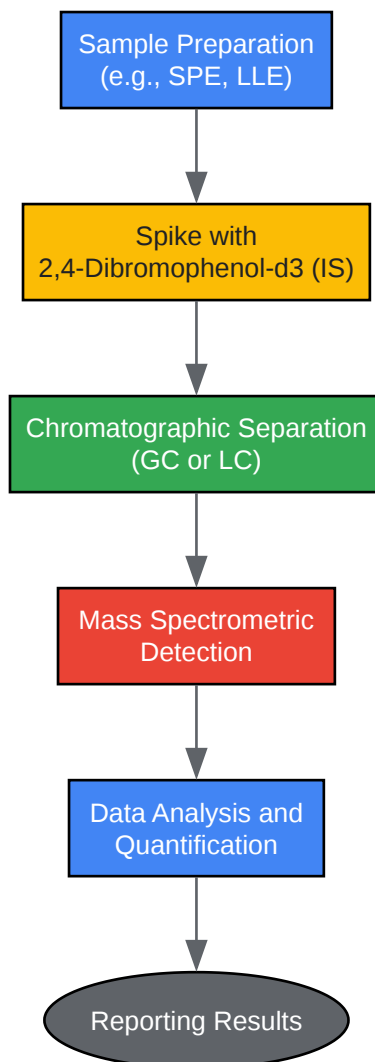 Sample Preparation
(e.g., SPE, LLE)
Spike with
2,4-Dibromophenol-d3 (IS)
Chromatographic Separation
(GC or LC)
Mass Spectrometric
Detection
Data Analysis and
Quantification
Reporting Results